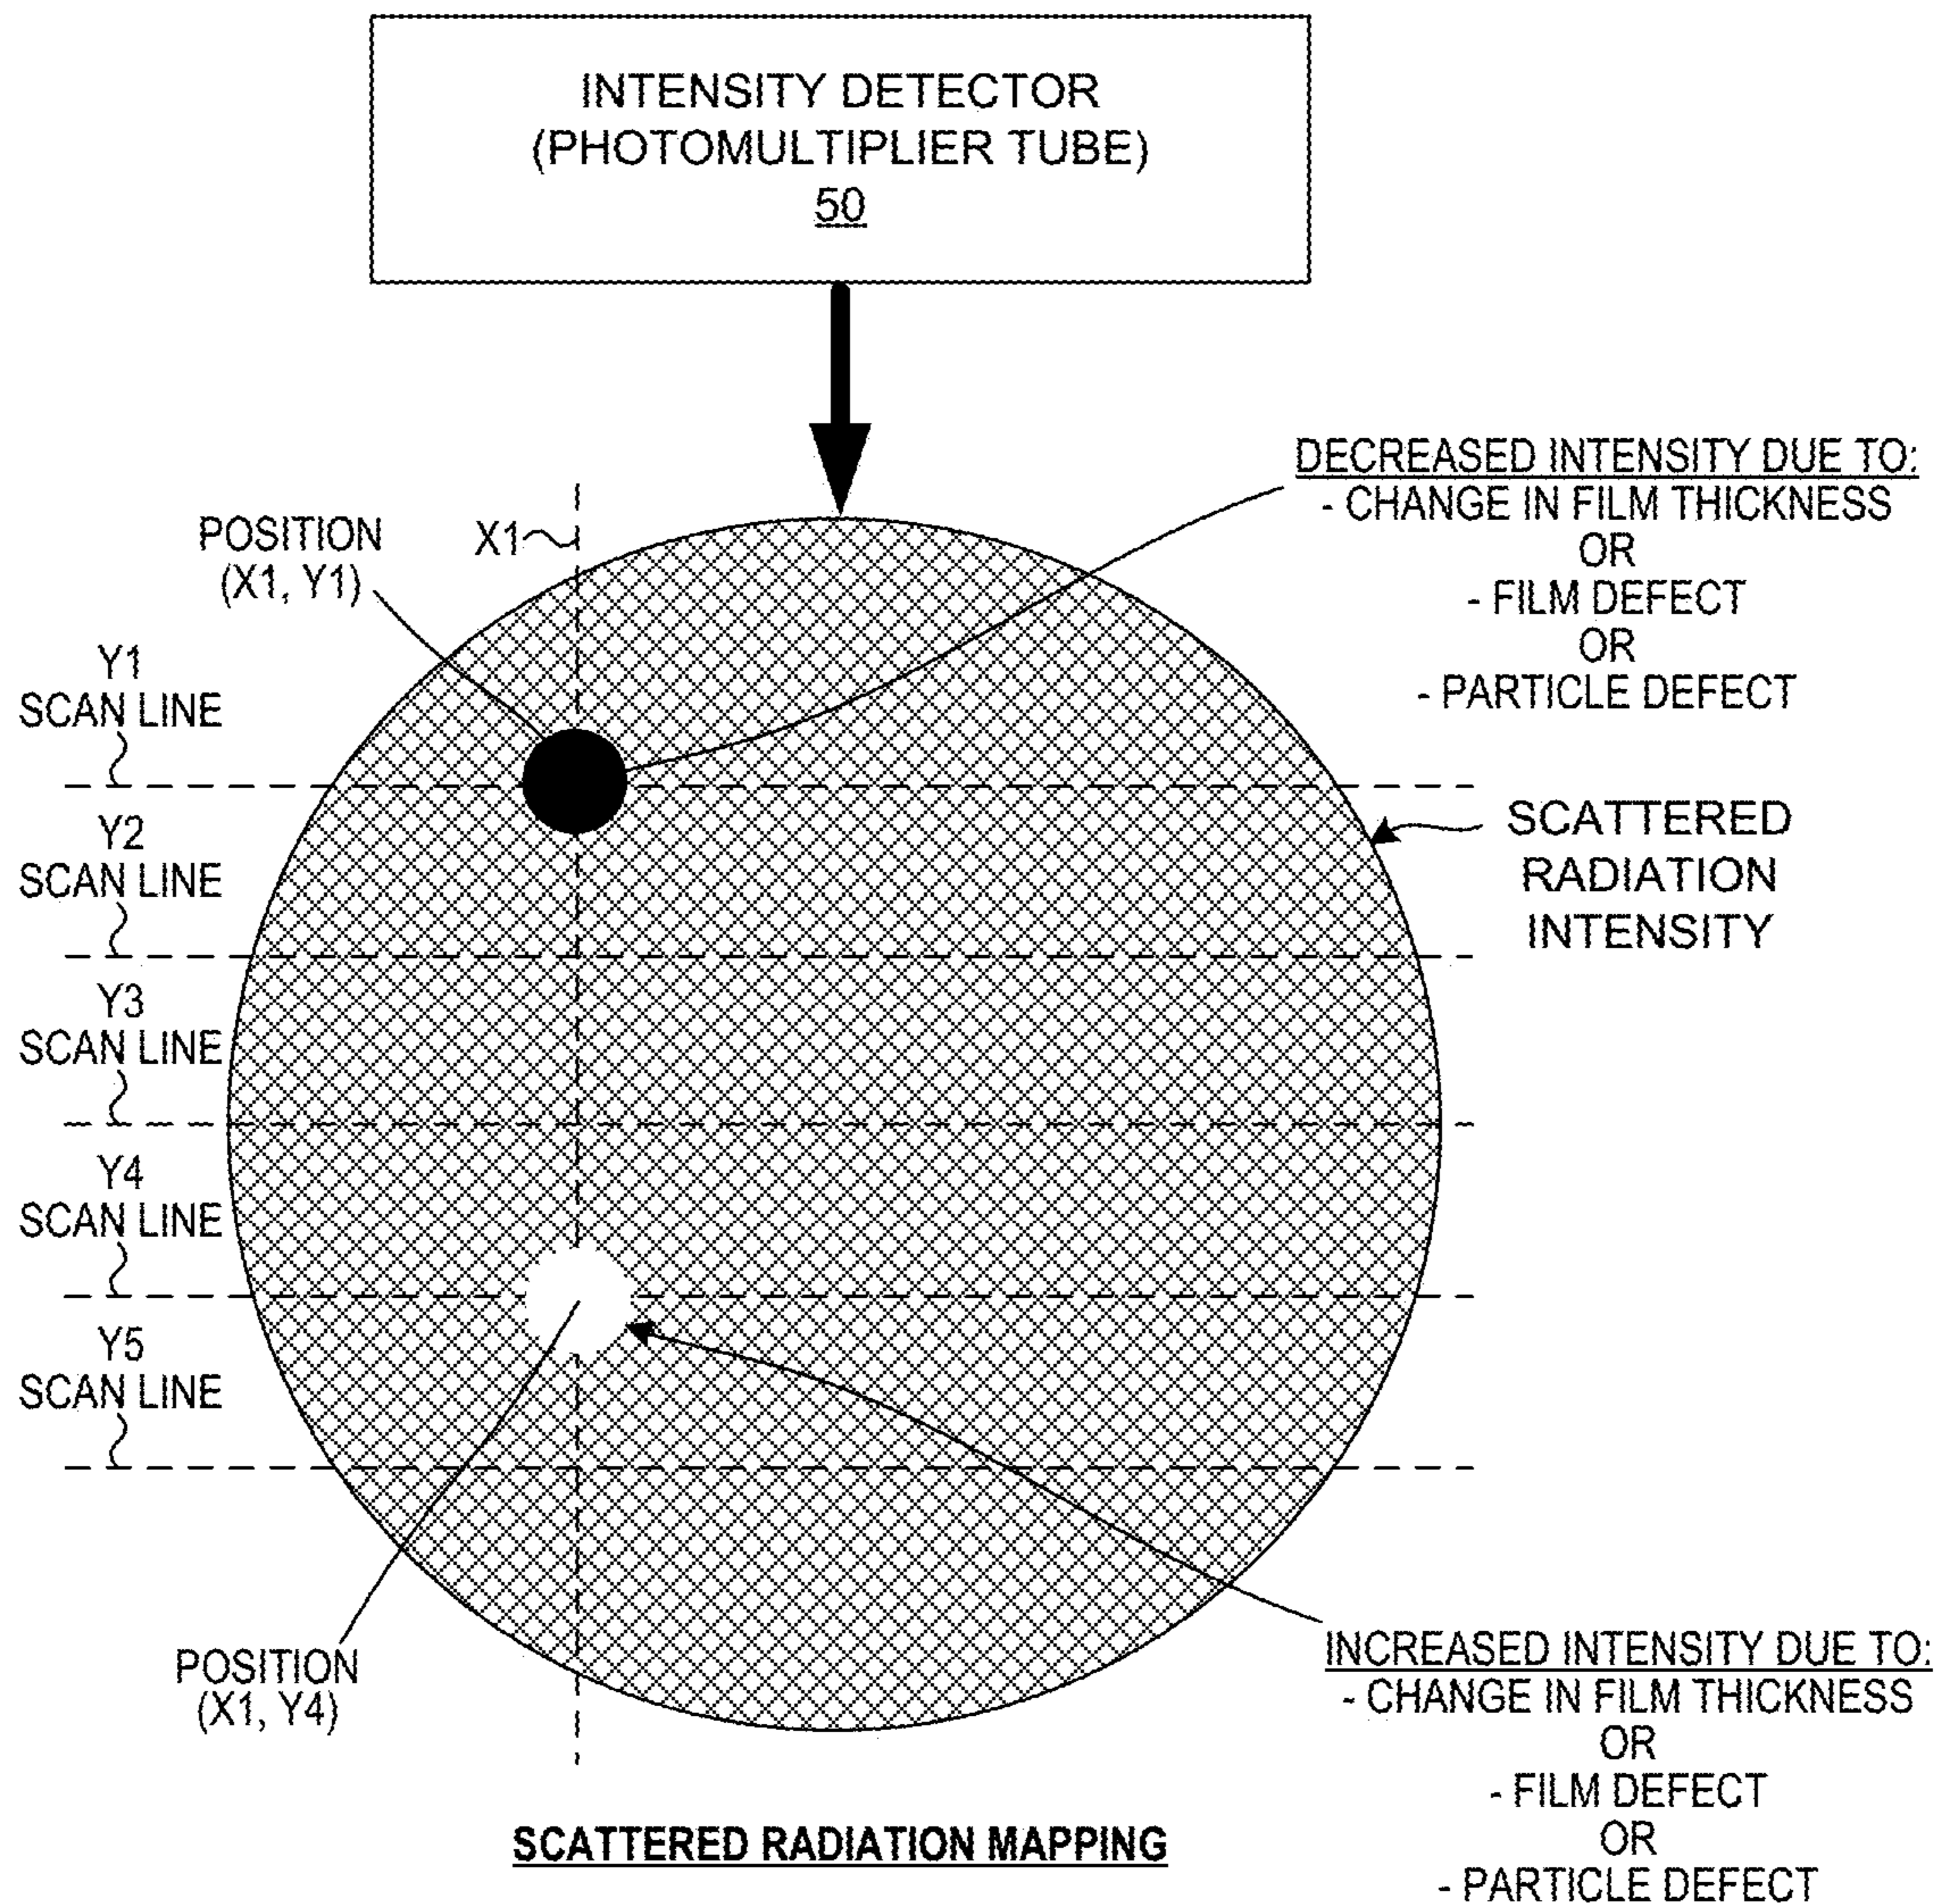 INTENSITY DETECTOR
(PHOTOMULTIPLIER TUBE)
50
DECREASED INTENSITY DUE TO:
- CHANGE IN FILM THICKNESS
OR
- FILM DEFECT
OR
- PARTICLE DEFECT
POSITION
(X1, Y1)
X1
Y1
SCAN LINE
Y2
SCAN LINE
Y3
SCAN LINE
Y4
SCAN LINE
Y5
SCAN LINE
SCATTERED
RADIATION
INTENSITY
POSITION
(X1, Y4)
INCREASED INTENSITY DUE TO:
- CHANGE IN FILM THICKNESS
OR
- FILM DEFECT
OR
- PARTICLE DEFECT
SCATTERED RADIATION MAPPING